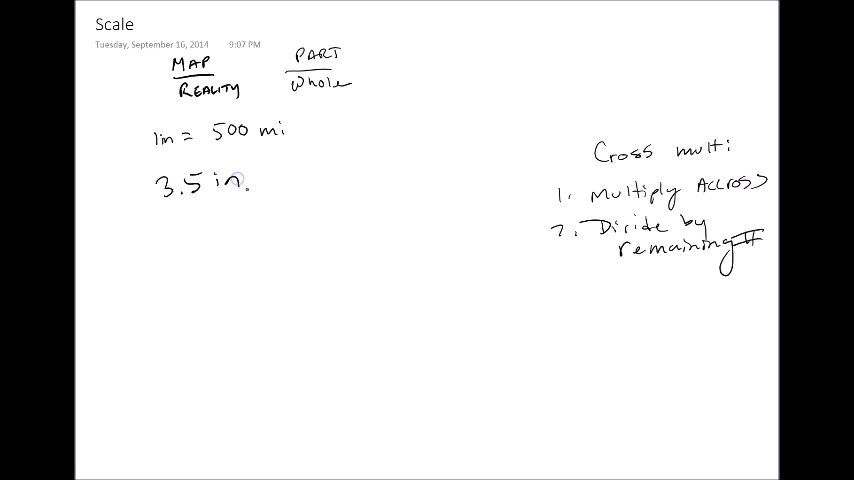 Scale
Tuesday, September 16, 2014 9:07 PM
MAP
REALITY
PART
Whole
1in = 500 mi
3.5 in.
Cross multi
1. Multiply Accross
2. Divide by
remaining #